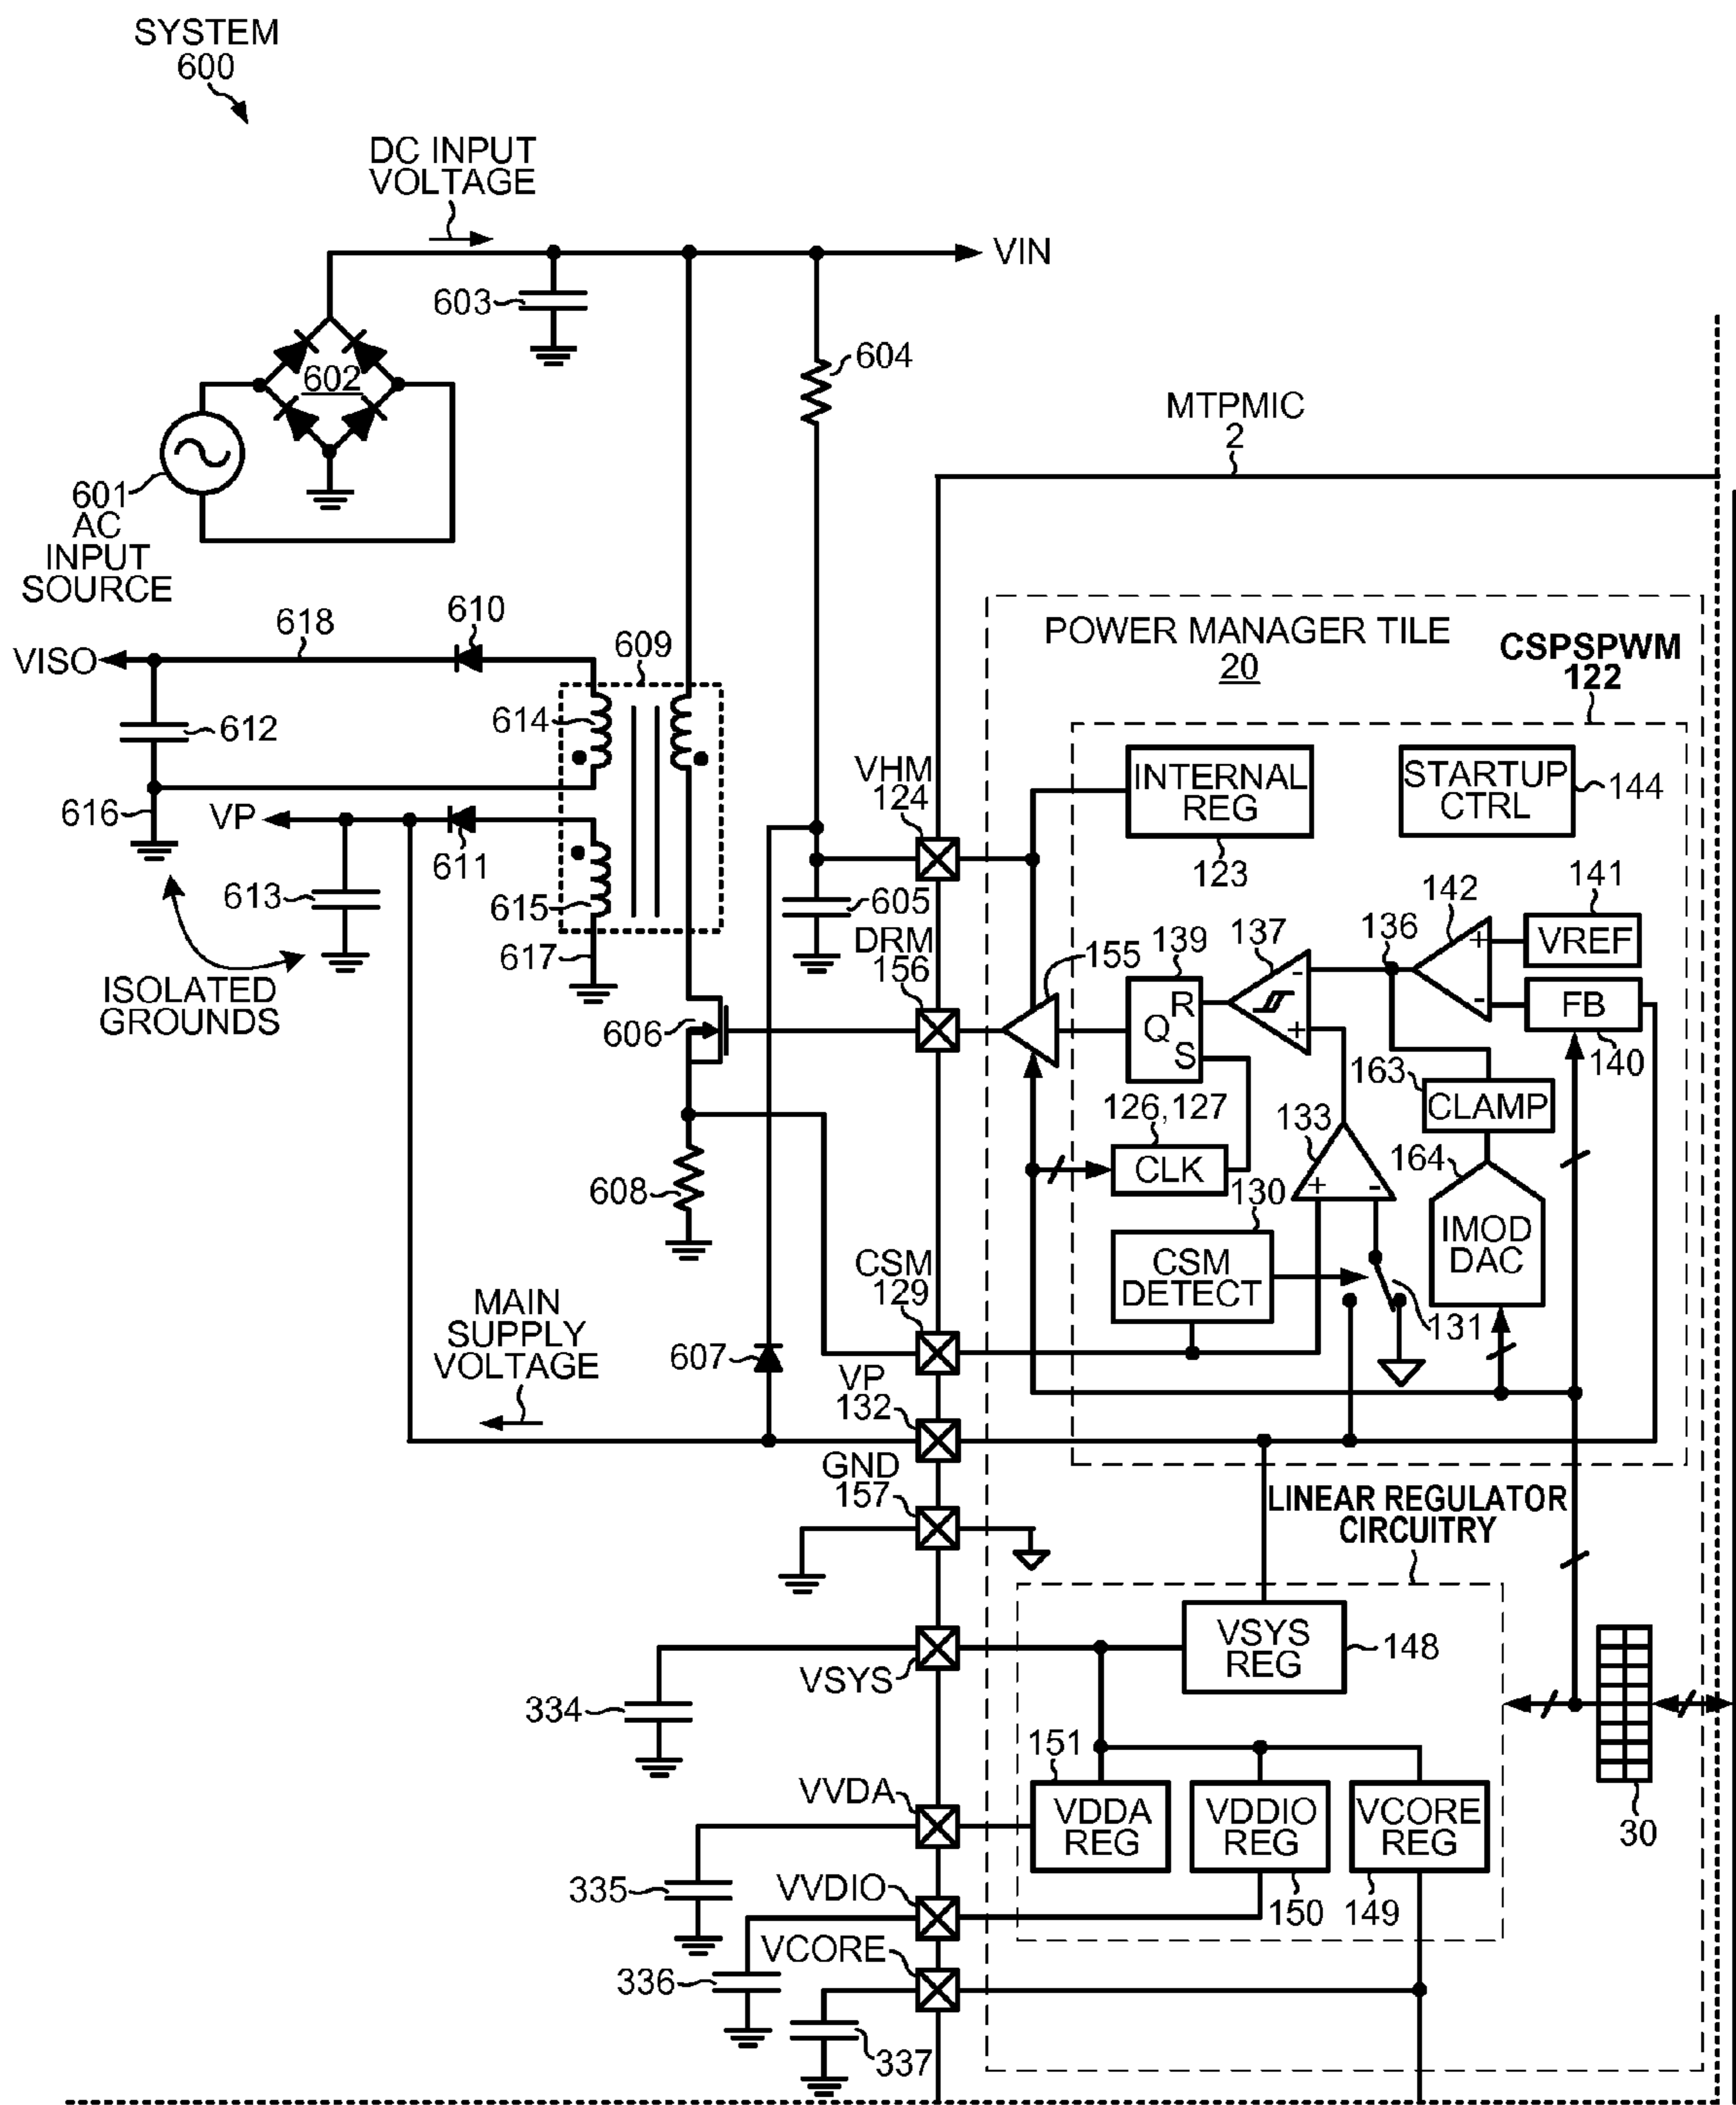 SYSTEM
600
DC INPUT
VOLTAGE
VIN
603
604
602
601
AC
INPUT
SOURCE
MTPMIC
2
618
610
609
VISO
614
612
616
VP
611
613
615
617
ISOLATED
GROUNDS
VHM
124
605
DRM
156
606
608
CSM
129
607
MAIN
SUPPLY
VOLTAGE
VP
132
GND
157
POWER MANAGER TILE
20
CSPSPWM
122
INTERNAL
REG
123
STARTUP
CTRL
144
155
139
137
136
142
141
VREF
+
-
FB
140
R
Q
S
-
+
163
CLAMP
126, 127
CLK
133
+ -
164
IMOD
DAC
130
CSM
DETECT
131
LINEAR REGULATOR
CIRCUITRY
VSYS
REG
148
VSYS
334
151
VDDA
REG
VDDIO
REG
VCORE
REG
150
149
30
VVDA
335
VVDIO
336
VCORE
337